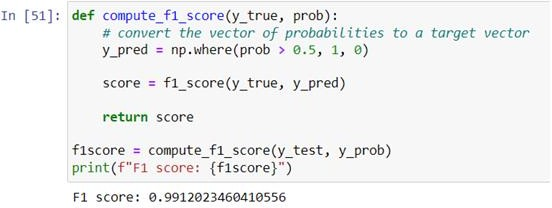 In [51]: def compute_f1_score(y_true, prob):
    # convert the vector of probabilities to a target vector
    y_pred = np.where(prob > 0.5, 1, 0)
    score = f1_score(y_true, y_pred)
    return score
f1score = compute_f1_score(y_test, y_prob)
print(f"F1 score: {f1score}")
F1 score: 0.9912023460410556